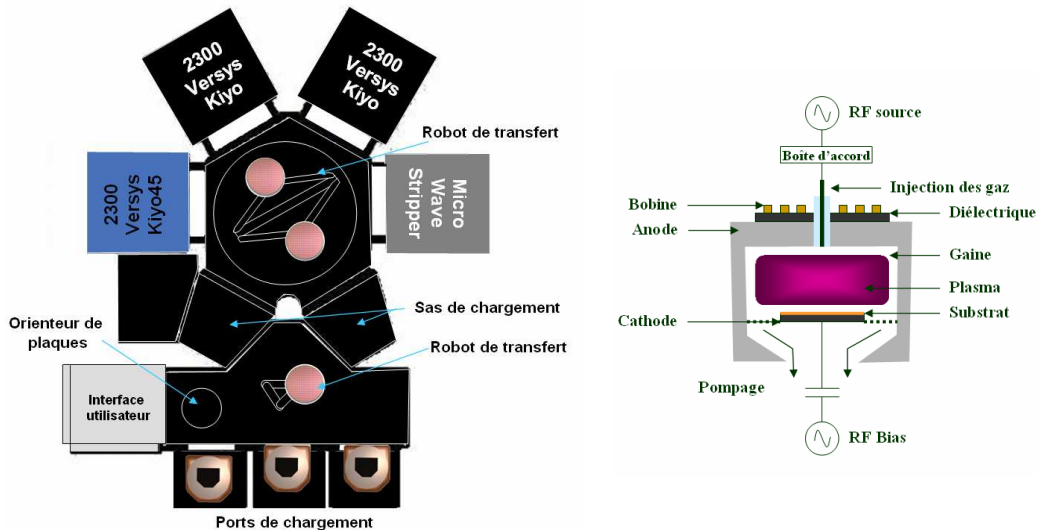 2300
Versys
Kiyo
2300
Versys
Kiyo
Robot de transfert
2300
Versys
Kiyo45
Micro
Wave
Stripper
Sas de chargement
Orienteur de
plaques
Robot de transfert
Interface
utilisateur
Ports de chargement
RF source
Boîte d'accord
Injection des gaz
Bobine
Diélectrique
Anode
Gaine
Plasma
Substrat
Cathode
Pompage
RF Bias